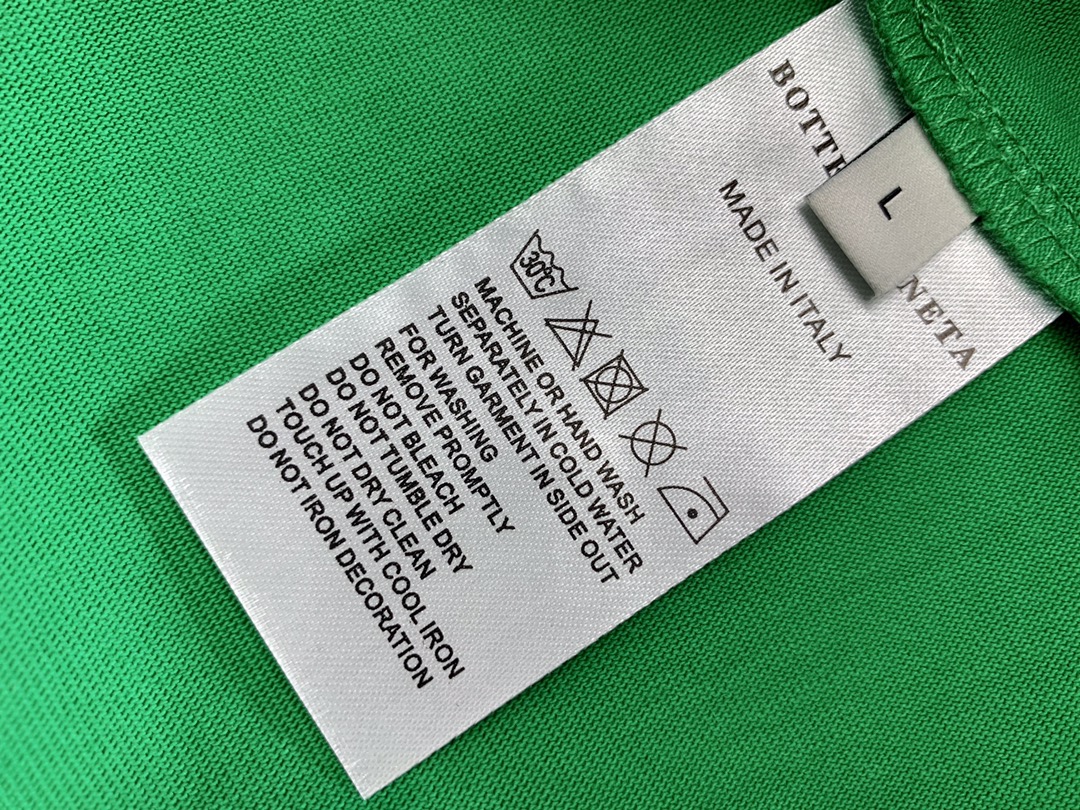 BOTTE NETA
L
MADE IN ITALY
30℃
MACHINE OR HAND WASH
SEPARATELY IN COLD WATER
TURN GARMENT IN SIDE OUT
FOR WASHING
REMOVE PROMPTLY
DO NOT BLEACH
DO NOT TUMBLE DRY
DO NOT DRY CLEAN
TOUCH UP WITH COOL IRON
DO NOT IRON DECORATION